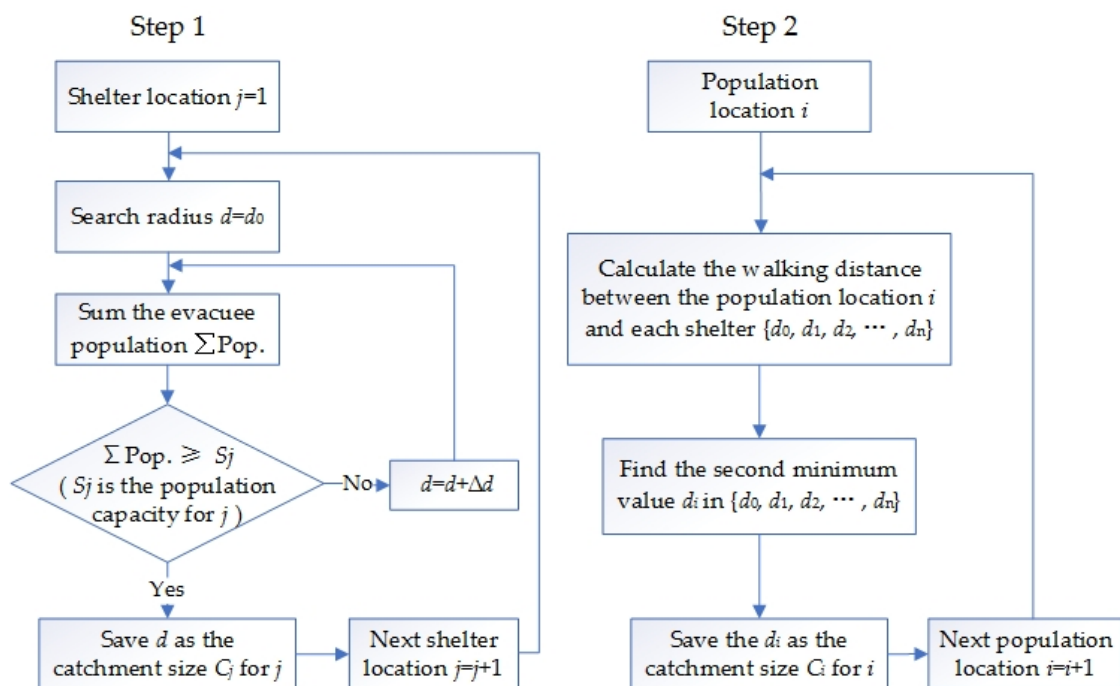 Step 1
Shelter location j=1
Search radius d=d0
Sum the evacuee
population ∑Pop.
∑Pop. ≥ Sj
( Sj is the population
capacity for j )
No
d=d+Δd
Yes
Save d as the
catchment size Cj for j
Next shelter
location j=j+1
Step 2
Population
location i
Calculate the walking distance
between the population location i
and each shelter {d0, d1, d2, ⋯ , dn}
Find the second minimum
value di in {d0, d1, d2, ⋯ , dn}
Save the di as the
catchment size Ci for i
Next population
location i=i+1